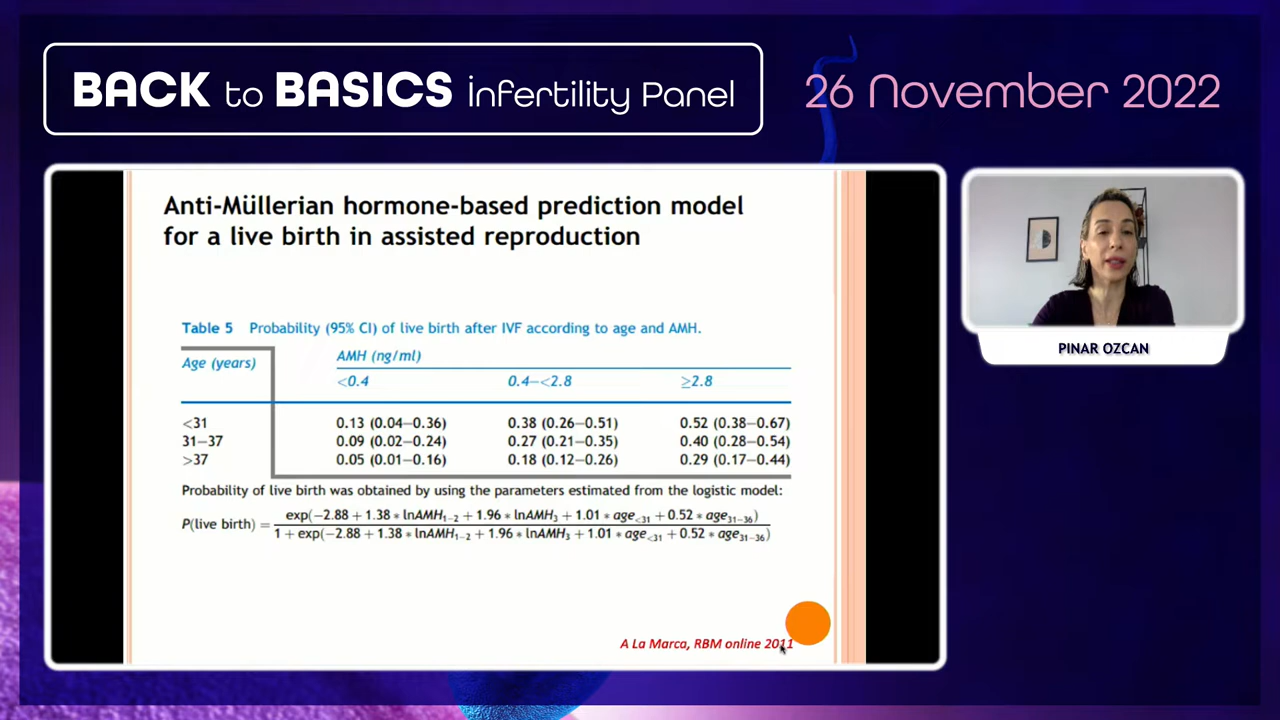 BACK to BASICS infertility Panel
26 November 2022
Anti-Müllerian hormone-based prediction model
for a live birth in assisted reproduction
Table 5 Probability (95% CI) of live birth after IVF according to age and AMH.
Age (years) AMH (ng/ml)
<0.4 0.4–<2.8 ≥2.8
<31 0.13 (0.04–0.36) 0.38 (0.26–0.51) 0.52 (0.38–0.67)
31–37 0.09 (0.02–0.24) 0.27 (0.21–0.35) 0.40 (0.28–0.54)
>37 0.05 (0.01–0.16) 0.18 (0.12–0.26) 0.29 (0.17–0.44)
Probability of live birth was obtained by using the parameters estimated from the logistic model:
P(live birth) = exp(−2.88 + 1.38 * lnAMH1−2 + 1.96 * lnAMH3 + 1.01 * age<31 + 0.52 * age31−36)
1 + exp(−2.88 + 1.38 * lnAMH1−2 + 1.96 * lnAMH3 + 1.01 * age<31 + 0.52 * age31−36)
A La Marca, RBM online 2011
PINAR OZCAN